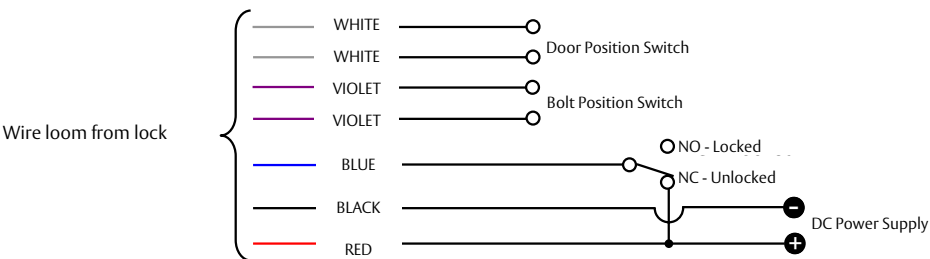 WHITE
WHITE
Door Position Switch
VIOLET
Bolt Position Switch
VIOLET
Wire loom from lock
NO - Locked
BLUE
NC - Unlocked
BLACK
-
DC Power Supply
RED
+